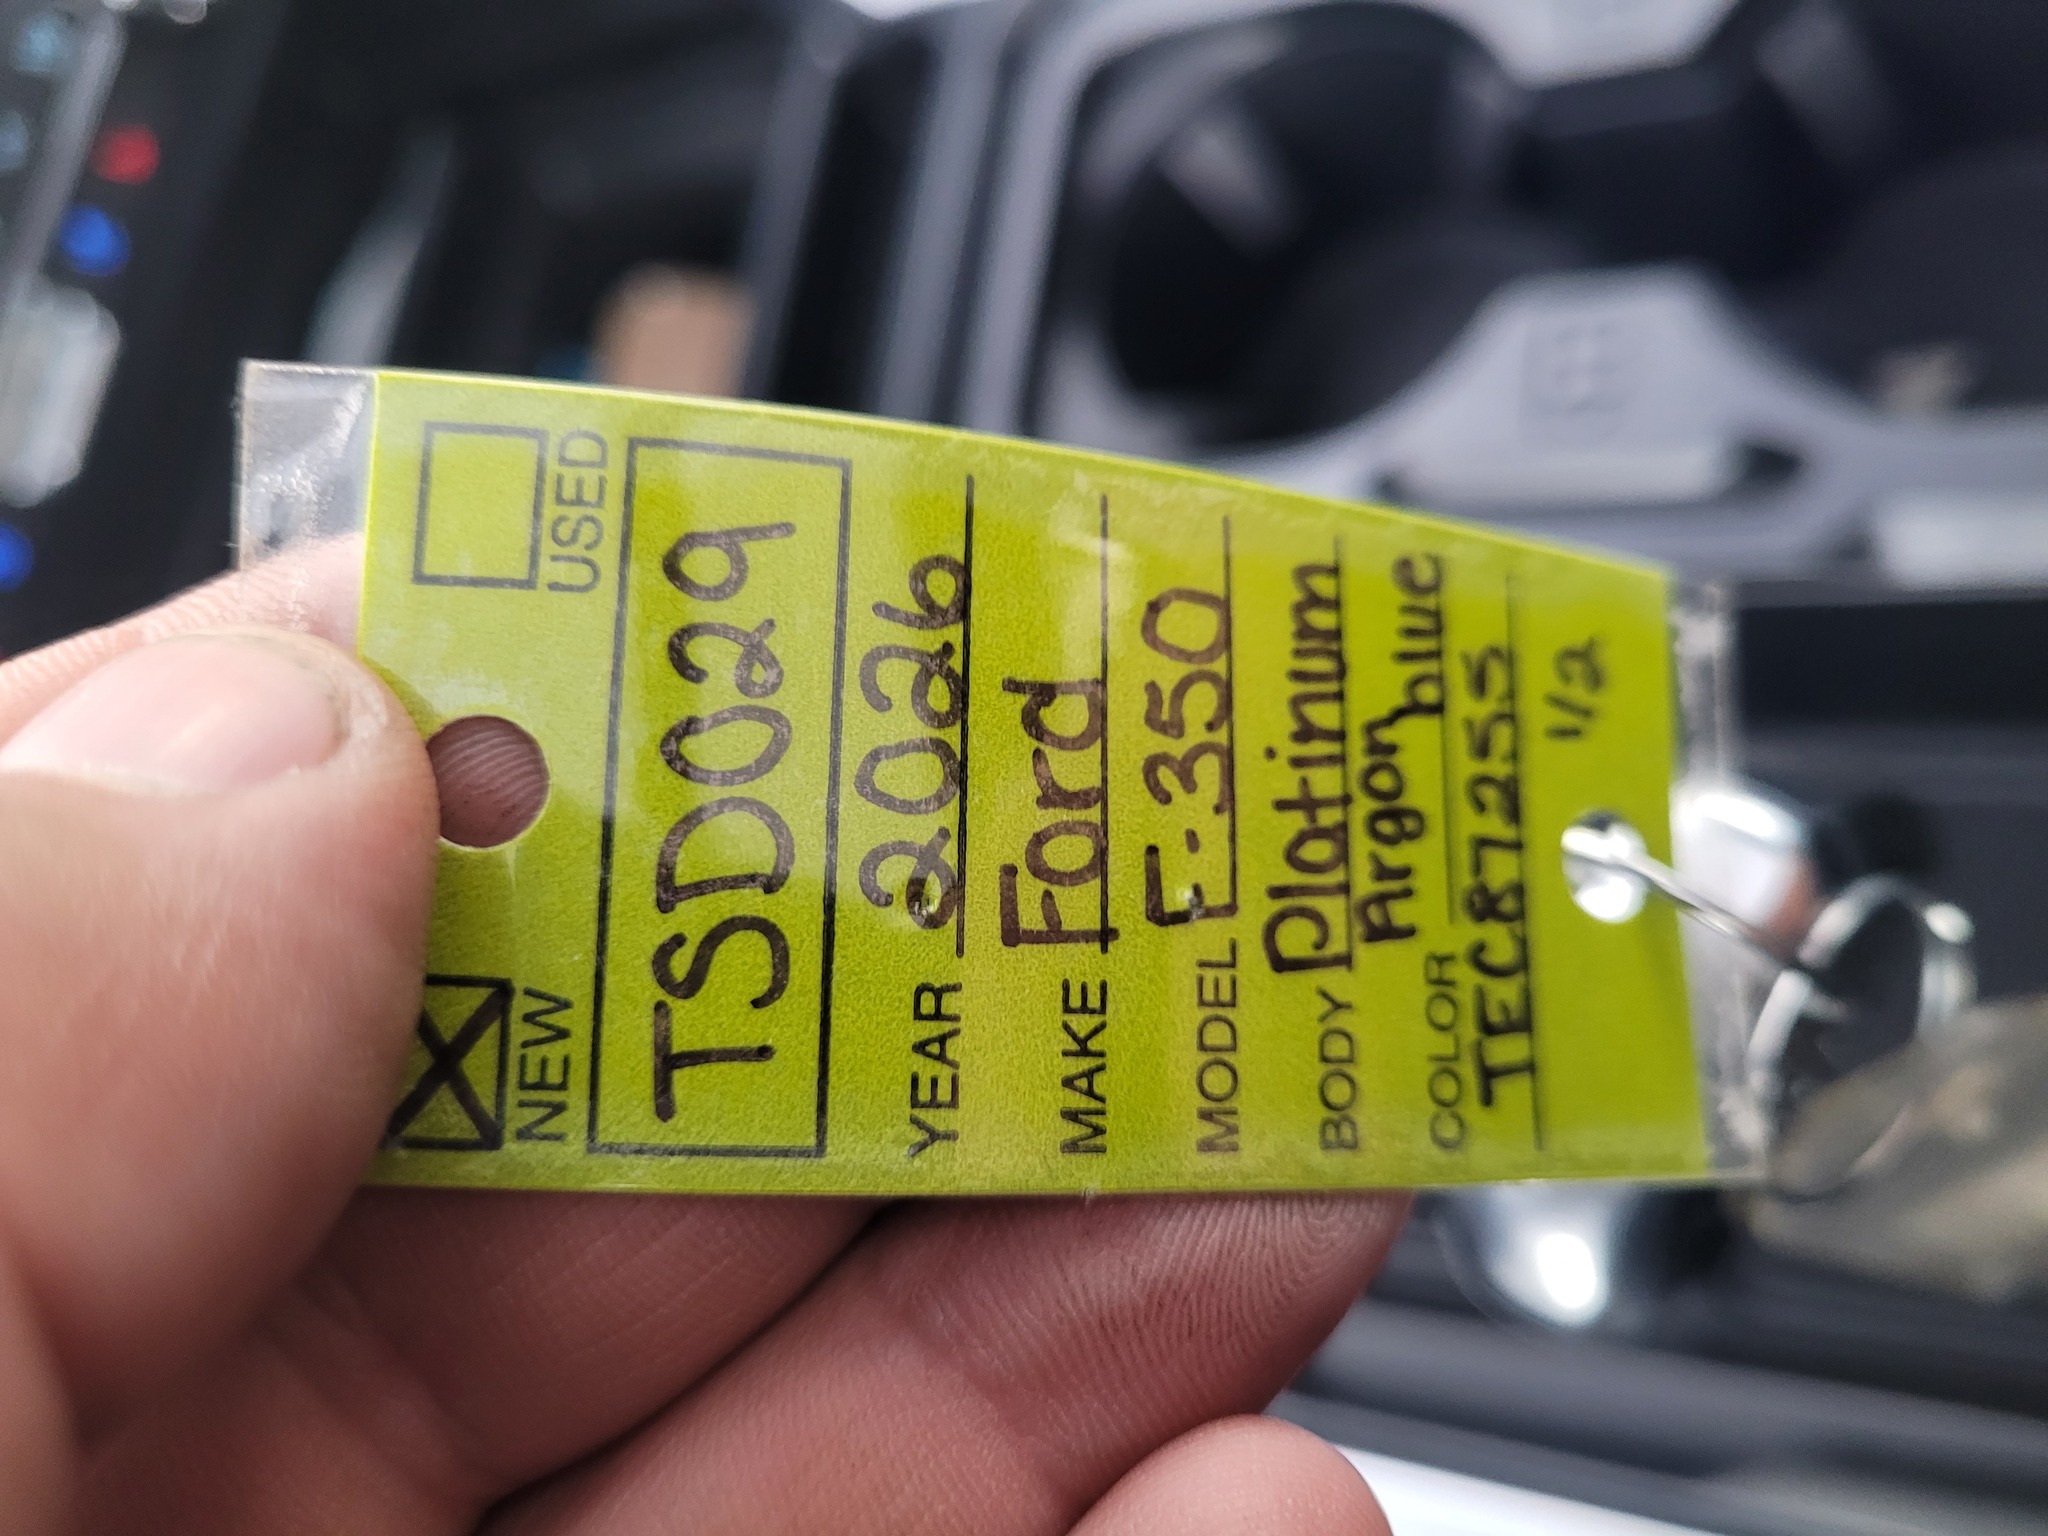 NEW USED
TSD029
YEAR 2026
MAKE Ford
MODEL F-350
BODY Platinum
Argon blue
COLOR
TEC87255
1/2